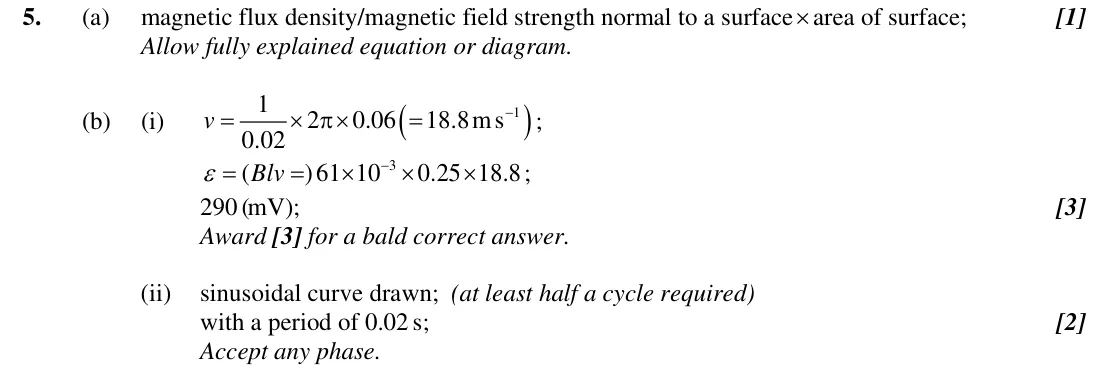 5. (a) magnetic flux density/magnetic field strength normal to a surface × area of surface; [1]
Allow fully explained equation or diagram.
(b) (i) v = 1/0.02 × 2π × 0.06 (= 18.8 m s⁻¹);
ε = (Blv =) 61×10⁻³ × 0.25 × 18.8;
290 (mV); [3]
Award [3] for a bald correct answer.
(ii) sinusoidal curve drawn; (at least half a cycle required)
with a period of 0.02 s; [2]
Accept any phase.